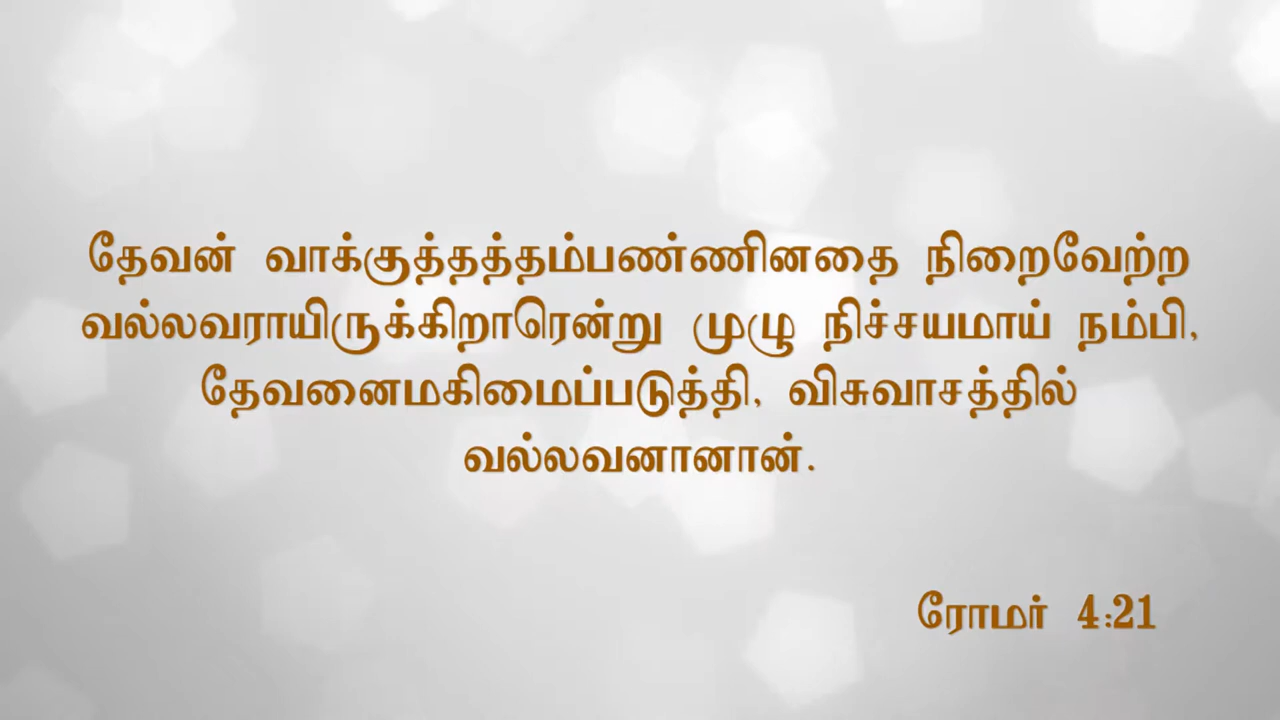 தேவன் வாக்குத்தத்தம்பண்ணினதை நிறைவேற்ற
வல்லவராயிருக்கிறாரென்று முழு நிச்சயமாய் நம்பி,
தேவனைமகிமைப்படுத்தி, விசுவாசத்தில்
வல்லவனானான்.
ரோமர் 4:21